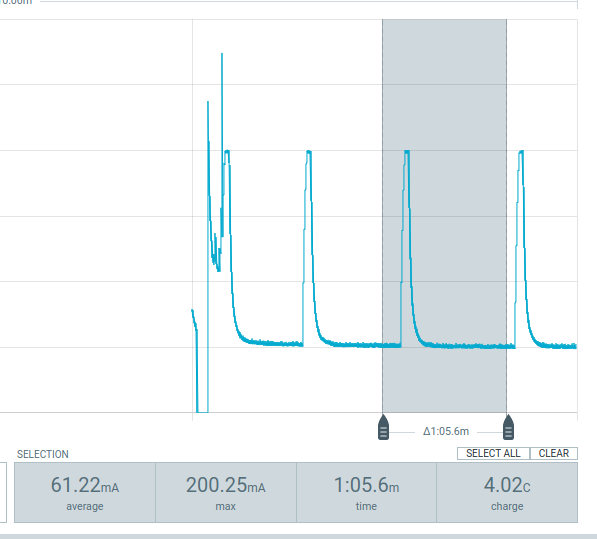 Δ1:05.6m
SELECTION
SELECT ALL
CLEAR
61.22mA
200.25mA
1:05.6m
4.02C
average
max
time
charge